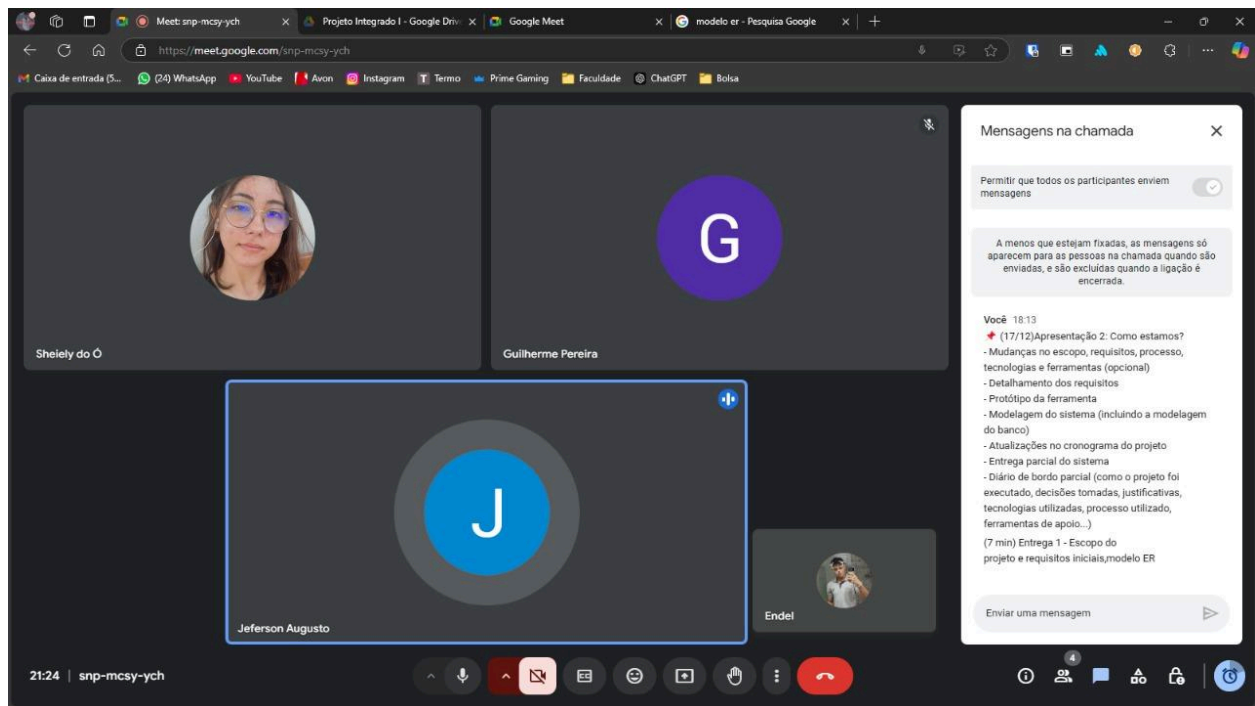 Meet: snp-mcsy-ych
Projeto Integrado I - Google Driv
Google Meet
modelo er - Pesquisa Google
https://meet.google.com/snp-mcsy-ych
Caixa de entrada (5...
(24) WhatsApp
YouTube
Avon
Instagram
T Termo
Prime Gaming
Faculdade
ChatGPT
Bolsa
Sheiely do Ó
G
Guilherme Pereira
J
Jeferson Augusto
Endel
Mensagens na chamada
Permitir que todos os participantes enviem
mensagens
A menos que estejam fixadas, as mensagens só
aparecem para as pessoas na chamada quando são
enviadas, e são excluídas quando a ligação é
encerrada.
Você 18:13
📌 (17/12)Apresentação 2: Como estamos?
- Mudanças no escopo, requisitos, processo,
tecnologias e ferramentas (opcional)
- Detalhamento dos requisitos
- Protótipo da ferramenta
- Modelagem do sistema (incluindo a modelagem
do banco)
- Atualizações no cronograma do projeto
- Entrega parcial do sistema
- Diário de bordo parcial (como o projeto foi
executado, decisões tomadas, justificativas,
tecnologias utilizadas, processo utilizado,
ferramentas de apoio...)
(7 min) Entrega 1 - Escopo do
projeto e requisitos iniciais,modelo ER
Enviar uma mensagem
21:24 | snp-mcsy-ych
4